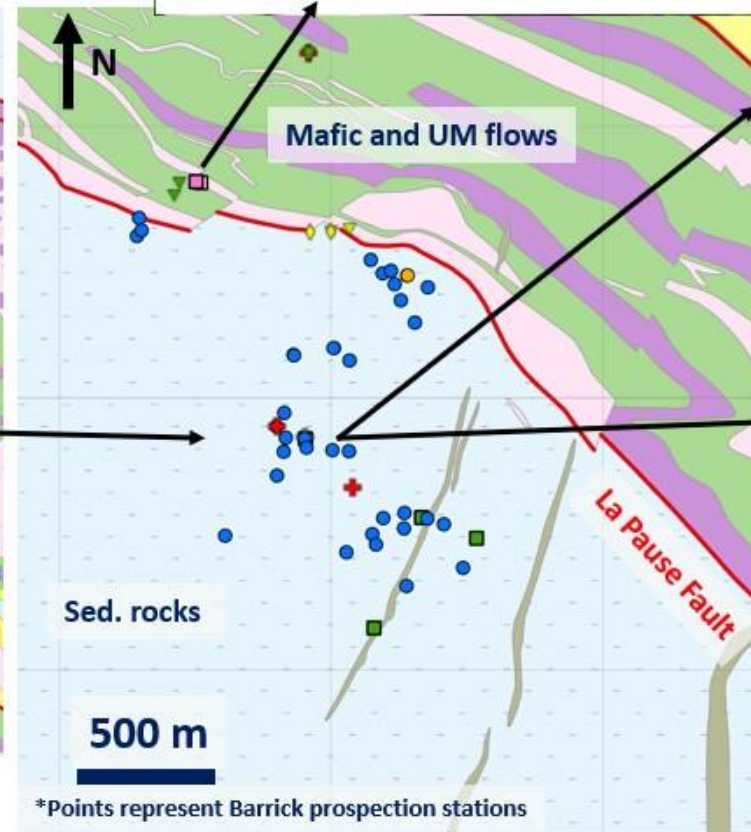 N
Mafic and UM flows
La Pause Fault
Sed. rocks
500 m
*Points represent Barrick prospection stations